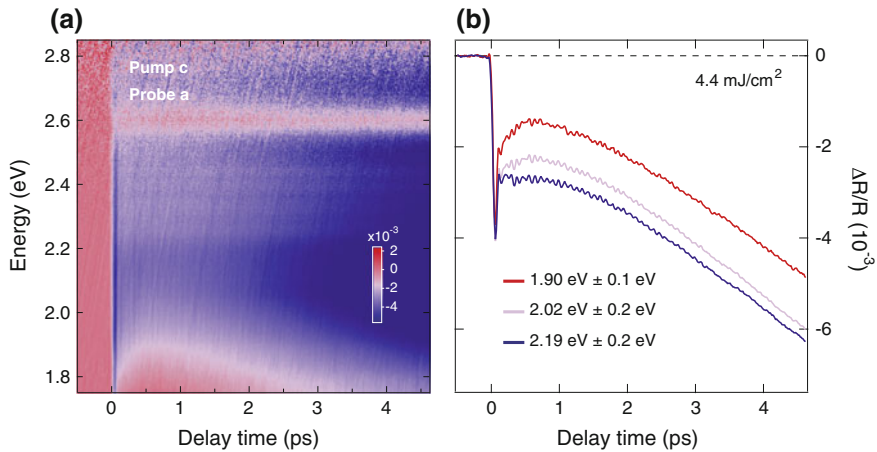 (a)
2.8
2.6
2.4
2.2
2.0
1.8
Energy (eV)
Pump c
Probe a
x10⁻³
2
0
-2
-4
0
1
2
3
4
Delay time (ps)
(b)
0
-2
-4
-6
ΔR/R (10⁻³)
4.4 mJ/cm²
1.90 eV ± 0.1 eV
2.02 eV ± 0.2 eV
2.19 eV ± 0.2 eV
0
1
2
3
4
Delay time (ps)